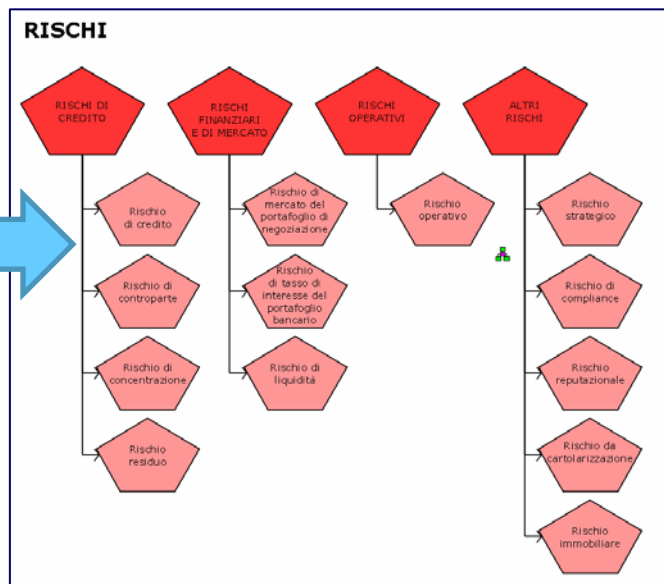 RISCHI
RISCHI DI
CREDITO
RISCHI
FINANZIARI
E DI MERCATO
RISCHI
OPERATIVI
ALTRI
RISCHI
Rischio
di credito
Rischio di
controparte
Rischio di
concentrazione
Rischio
residuo
Rischio di
mercato del
portafoglio di
negoziazione
Rischio
di tasso di
interesse del
portafoglio
bancario
Rischio di
liquidità
Rischio
operativo
Rischio
strategico
Rischio di
compliance
Rischio
reputazionale
Rischio da
cartolarizzazione
Rischio
immobiliare